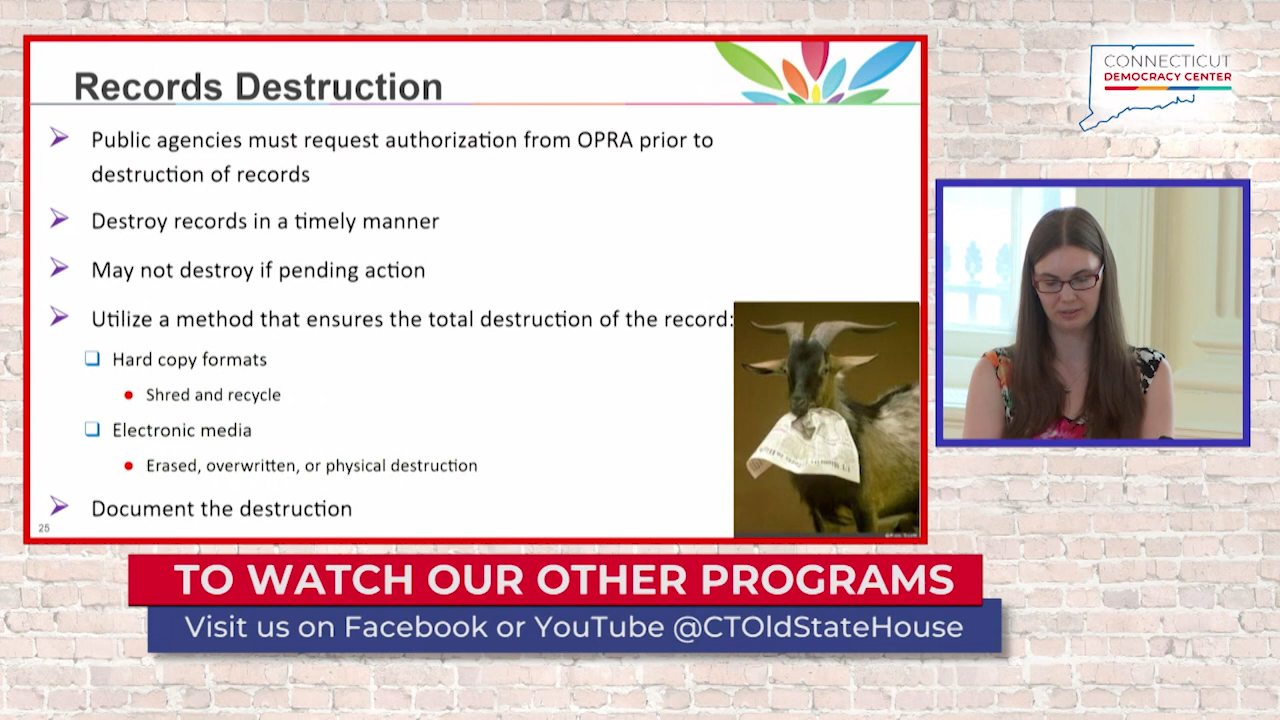 Records Destruction
Public agencies must request authorization from OPRA prior to
destruction of records
Destroy records in a timely manner
May not destroy if pending action
Utilize a method that ensures the total destruction of the record:
Hard copy formats
Shred and recycle
Electronic media
Erased, overwritten, or physical destruction
Document the destruction
25
CONNECTICUT
DEMOCRACY CENTER
TO WATCH OUR OTHER PROGRAMS
Visit us on Facebook or YouTube @CTOldStateHouse